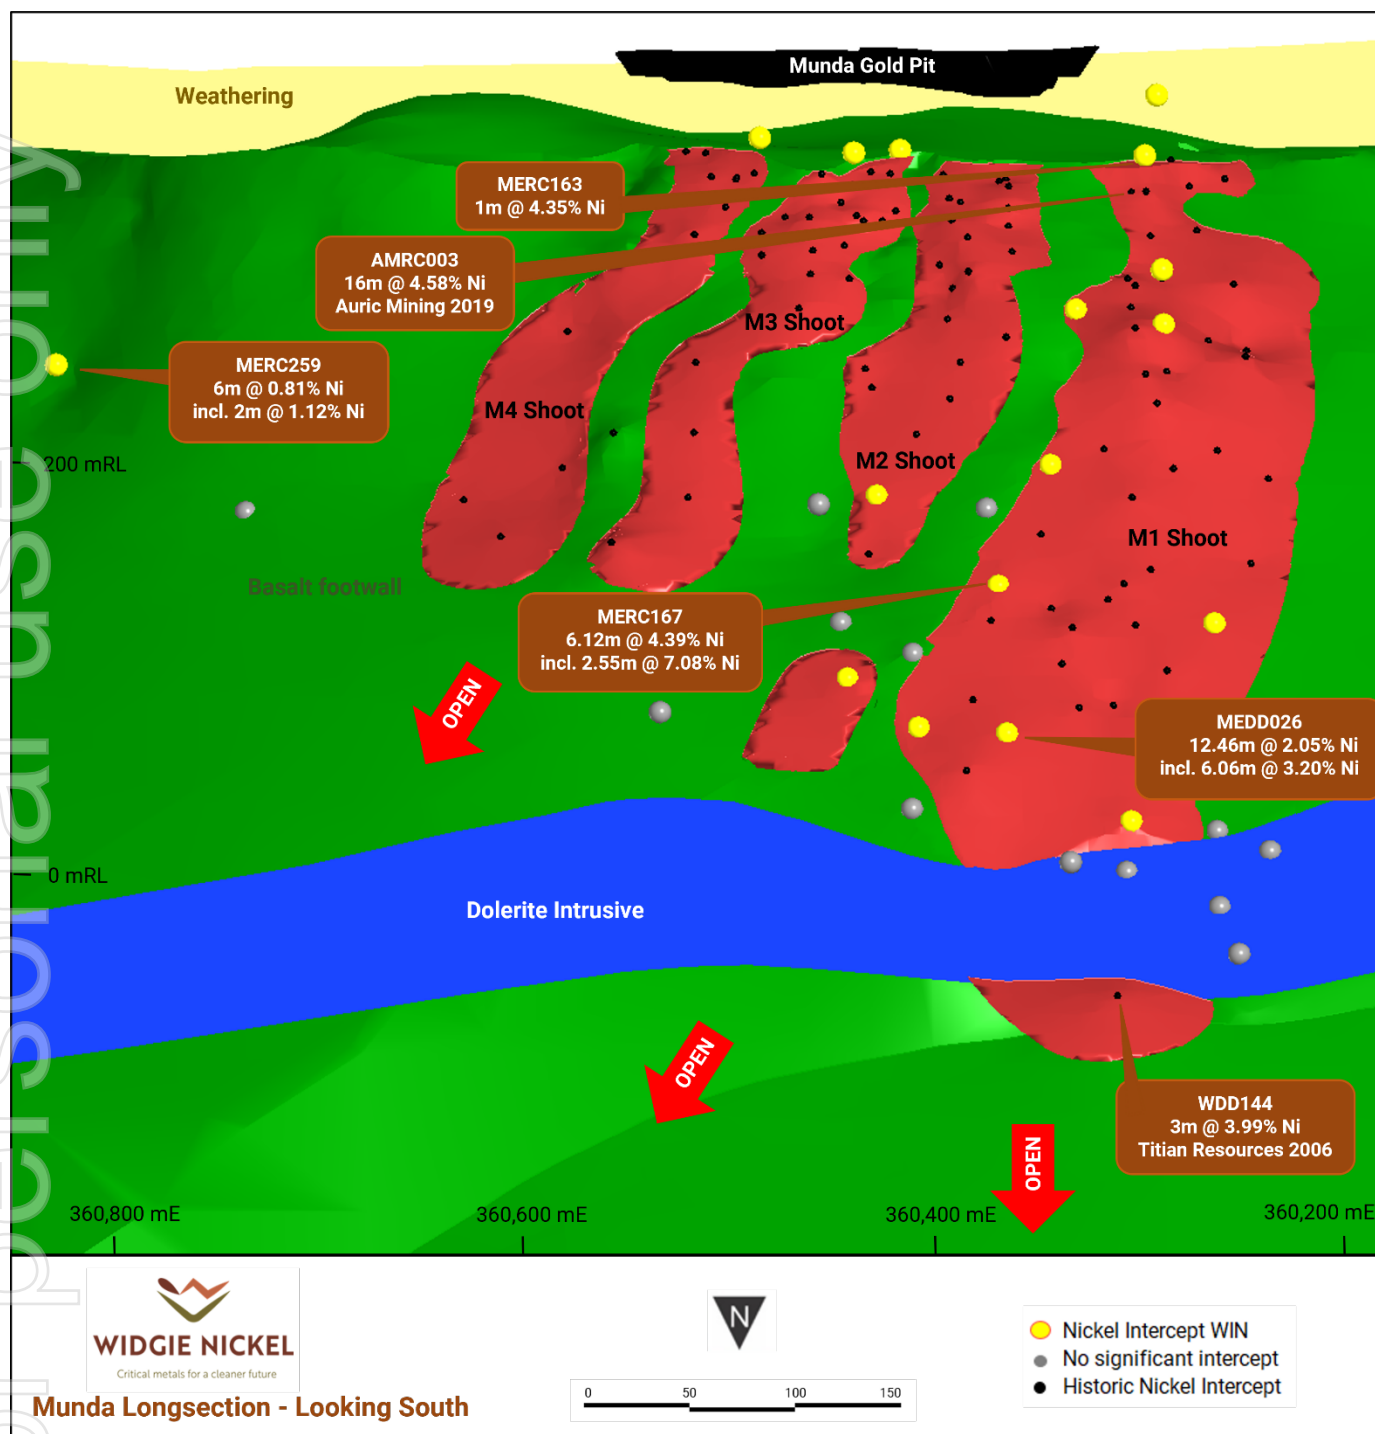 Munda Gold Pit
Weathering
MERC163
1m @ 4.35% Ni
AMRC003
16m @ 4.58% Ni
Auric Mining 2019
M3 Shoot
MERC259
6m @ 0.81% Ni
incl. 2m @ 1.12% Ni
M4 Shoot
200 mRL
M2 Shoot
M1 Shoot
Basalt footwall
MERC167
6.12m @ 4.39% Ni
incl. 2.55m @ 7.08% Ni
OPEN
MEDD026
12.46m @ 2.05% Ni
incl. 6.06m @ 3.20% Ni
0 mRL
Dolerite Intrusive
OPEN
WDD144
3m @ 3.99% Ni
Titian Resources 2006
OPEN
360,800 mE
360,600 mE
360,400 mE
360,200 mE
WIDGIE NICKEL
Critical metals for a cleaner future
Munda Longsection - Looking South
N
0 50 100 150
Nickel Intercept WIN
No significant intercept
Historic Nickel Intercept
personal use only